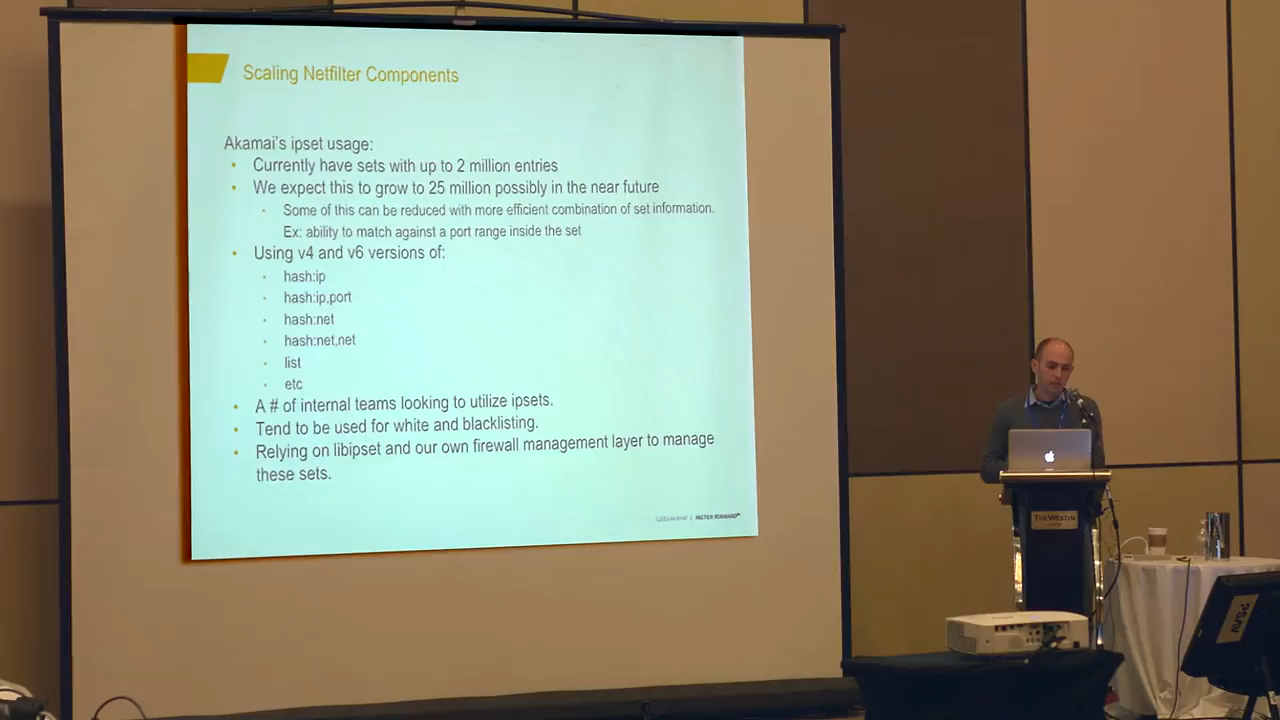 Scaling Netfilter Components
Akamai's ipset usage:
• Currently have sets with up to 2 million entries
• We expect this to grow to 25 million possibly in the near future
• Some of this can be reduced with more efficient combination of set information.
Ex: ability to match against a port range inside the set
• Using v4 and v6 versions of:
• hash:ip
• hash:ip,port
• hash:net
• hash:net,net
• list
• etc
• A # of internal teams looking to utilize ipsets.
• Tend to be used for white and blacklisting.
• Relying on libipset and our own firewall management layer to manage
these sets.
AKAMAI | FASTER FORWARD™
THE WESTIN
PSAV